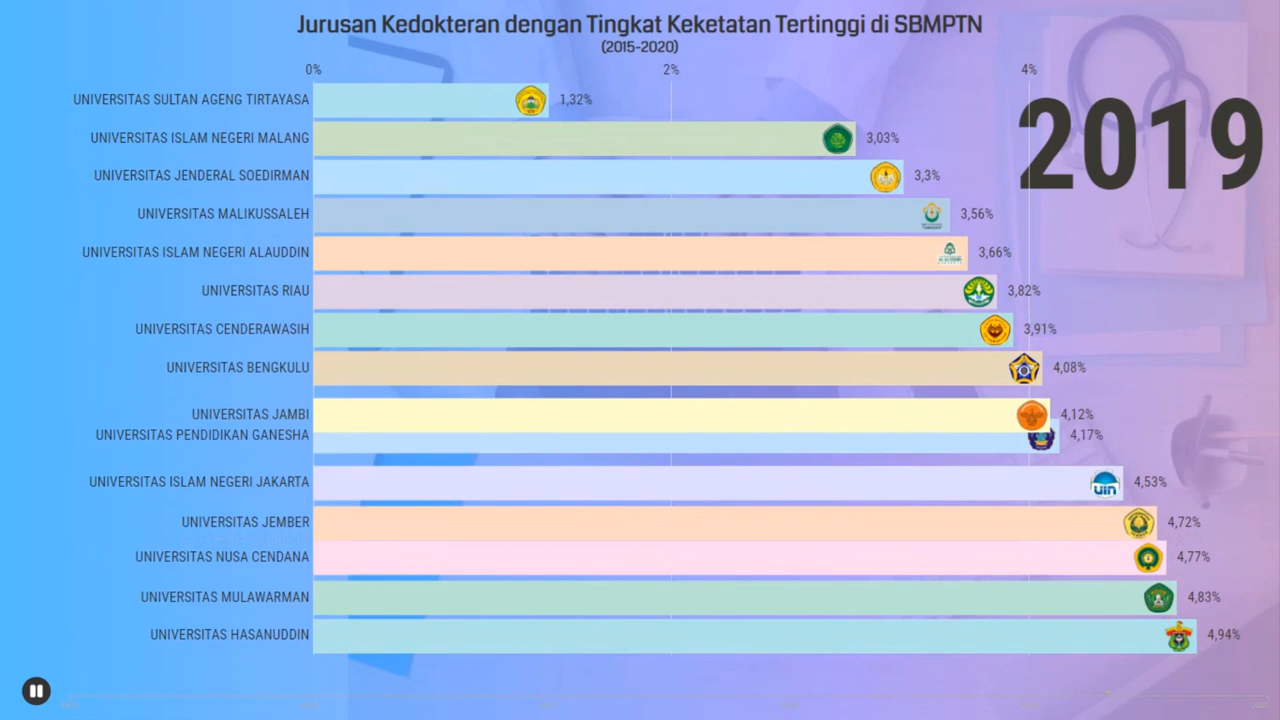 Jurusan Kedokteran dengan Tingkat Keketatan Tertinggi di SBMPTN
(2015-2020)
0% 2% 4%
2019
UNIVERSITAS SULTAN AGENG TIRTAYASA 1,32%
UNIVERSITAS ISLAM NEGERI MALANG 3,03%
UNIVERSITAS JENDERAL SOEDIRMAN 3,3%
UNIVERSITAS MALIKUSSALEH 3,56%
UNIVERSITAS ISLAM NEGERI ALAUDDIN 3,66%
UNIVERSITAS RIAU 3,82%
UNIVERSITAS CENDERAWASIH 3,91%
UNIVERSITAS BENGKULU 4,08%
UNIVERSITAS JAMBI 4,12%
UNIVERSITAS PENDIDIKAN GANESHA 4,17%
UNIVERSITAS ISLAM NEGERI JAKARTA uin 4,53%
UNIVERSITAS JEMBER 4,72%
UNIVERSITAS NUSA CENDANA 4,77%
UNIVERSITAS MULAWARMAN 4,83%
UNIVERSITAS HASANUDDIN 4,94%